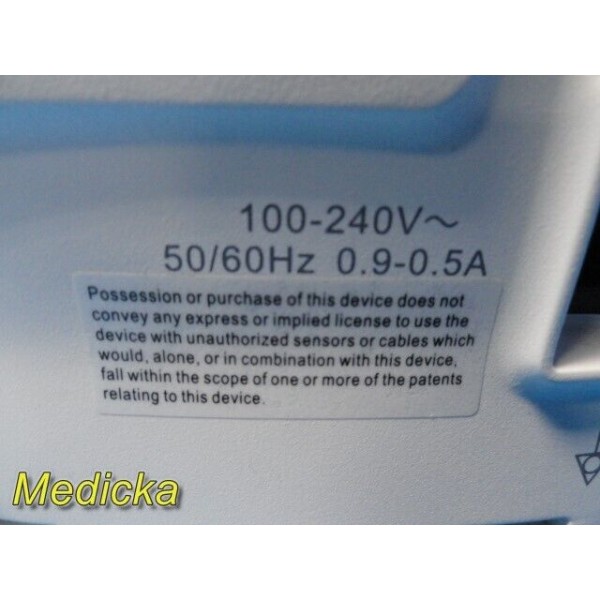 100-240V~
50/60Hz 0.9-0.5A
Possession or purchase of this device does not
convey any express or implied license to use the
device with unauthorized sensors or cables which
would, alone, or in combination with this device,
fall within the scope of one or more of the patents
relating to this device.
Medicka